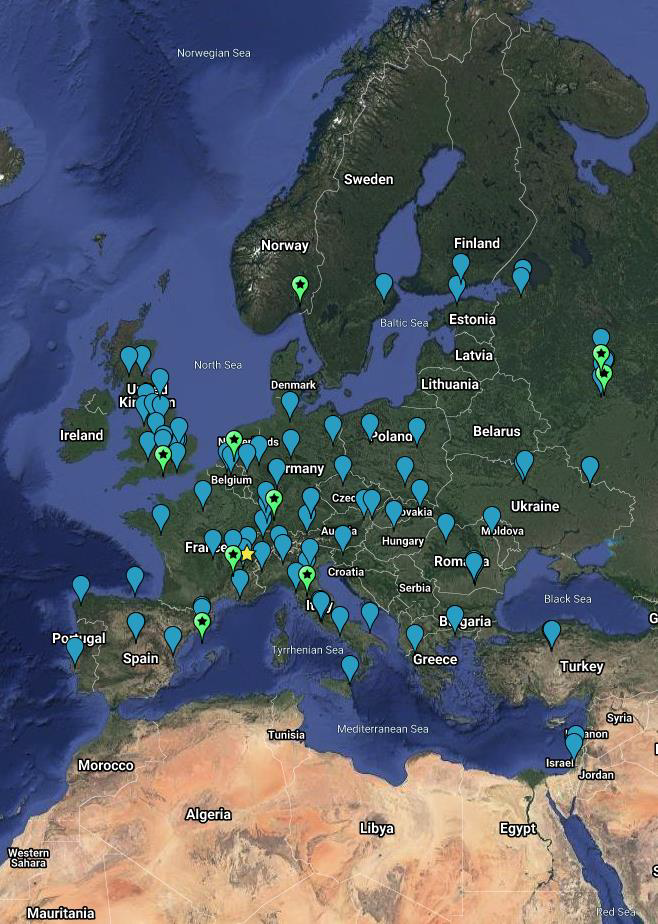 Norwegian Sea
Sweden
Norway
Finland
Baltic Sea
Estonia
North Sea
Latvia
Denmark
Lithuania
Ireland
Poland
Belarus
Belgium
Ukraine
Moldova
Hungary
Croatia
Serbia
Black Sea
Italy
Portugal
Spain
Tyrrhenian Sea
Greece
Turkey
Syria
Mediterranean Sea
Tunisia
Israel
Morocco
Jordan
Algeria
Libya
Egypt
Western
Sahara
Mauritania
Red Sea